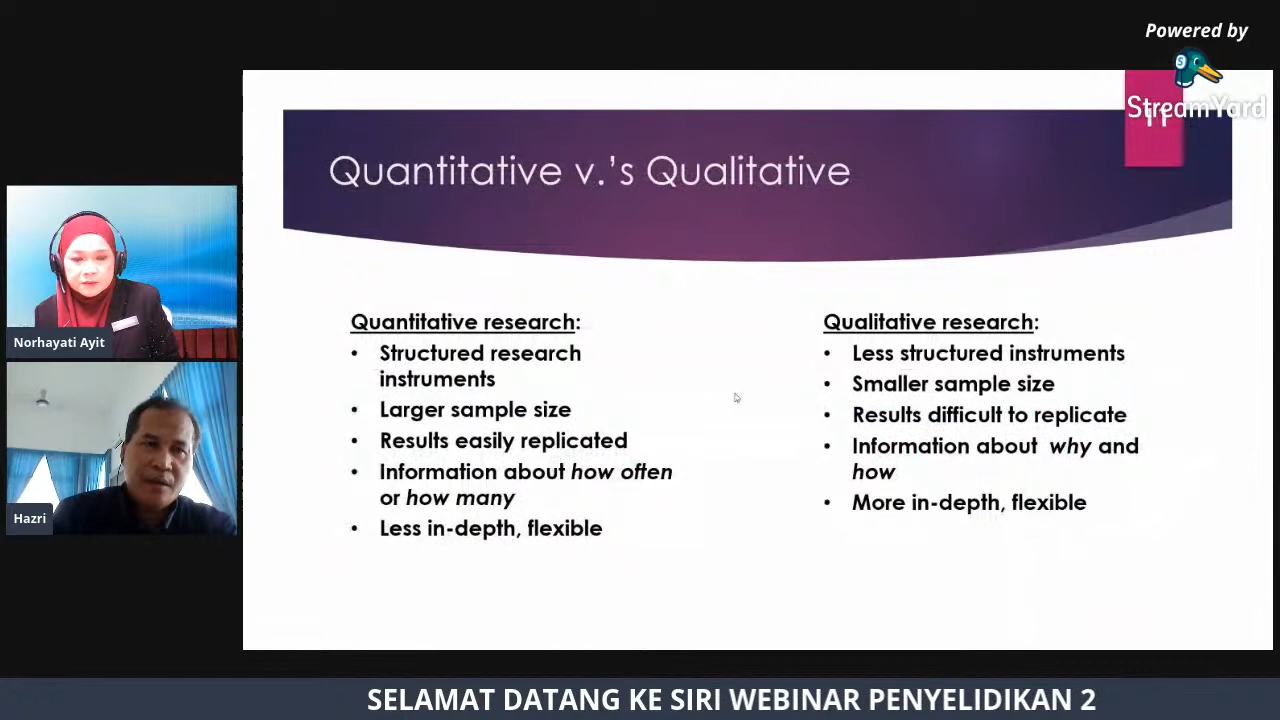 Powered by
StreamYard
11
Quantitative v.'s Qualitative
Quantitative research:
• Structured research
instruments
• Larger sample size
• Results easily replicated
• Information about how often
or how many
• Less in-depth, flexible
Qualitative research:
• Less structured instruments
• Smaller sample size
• Results difficult to replicate
• Information about why and
how
• More in-depth, flexible
Norhayati Ayit
Hazri
SELAMAT DATANG KE SIRI WEBINAR PENYELIDIKAN 2